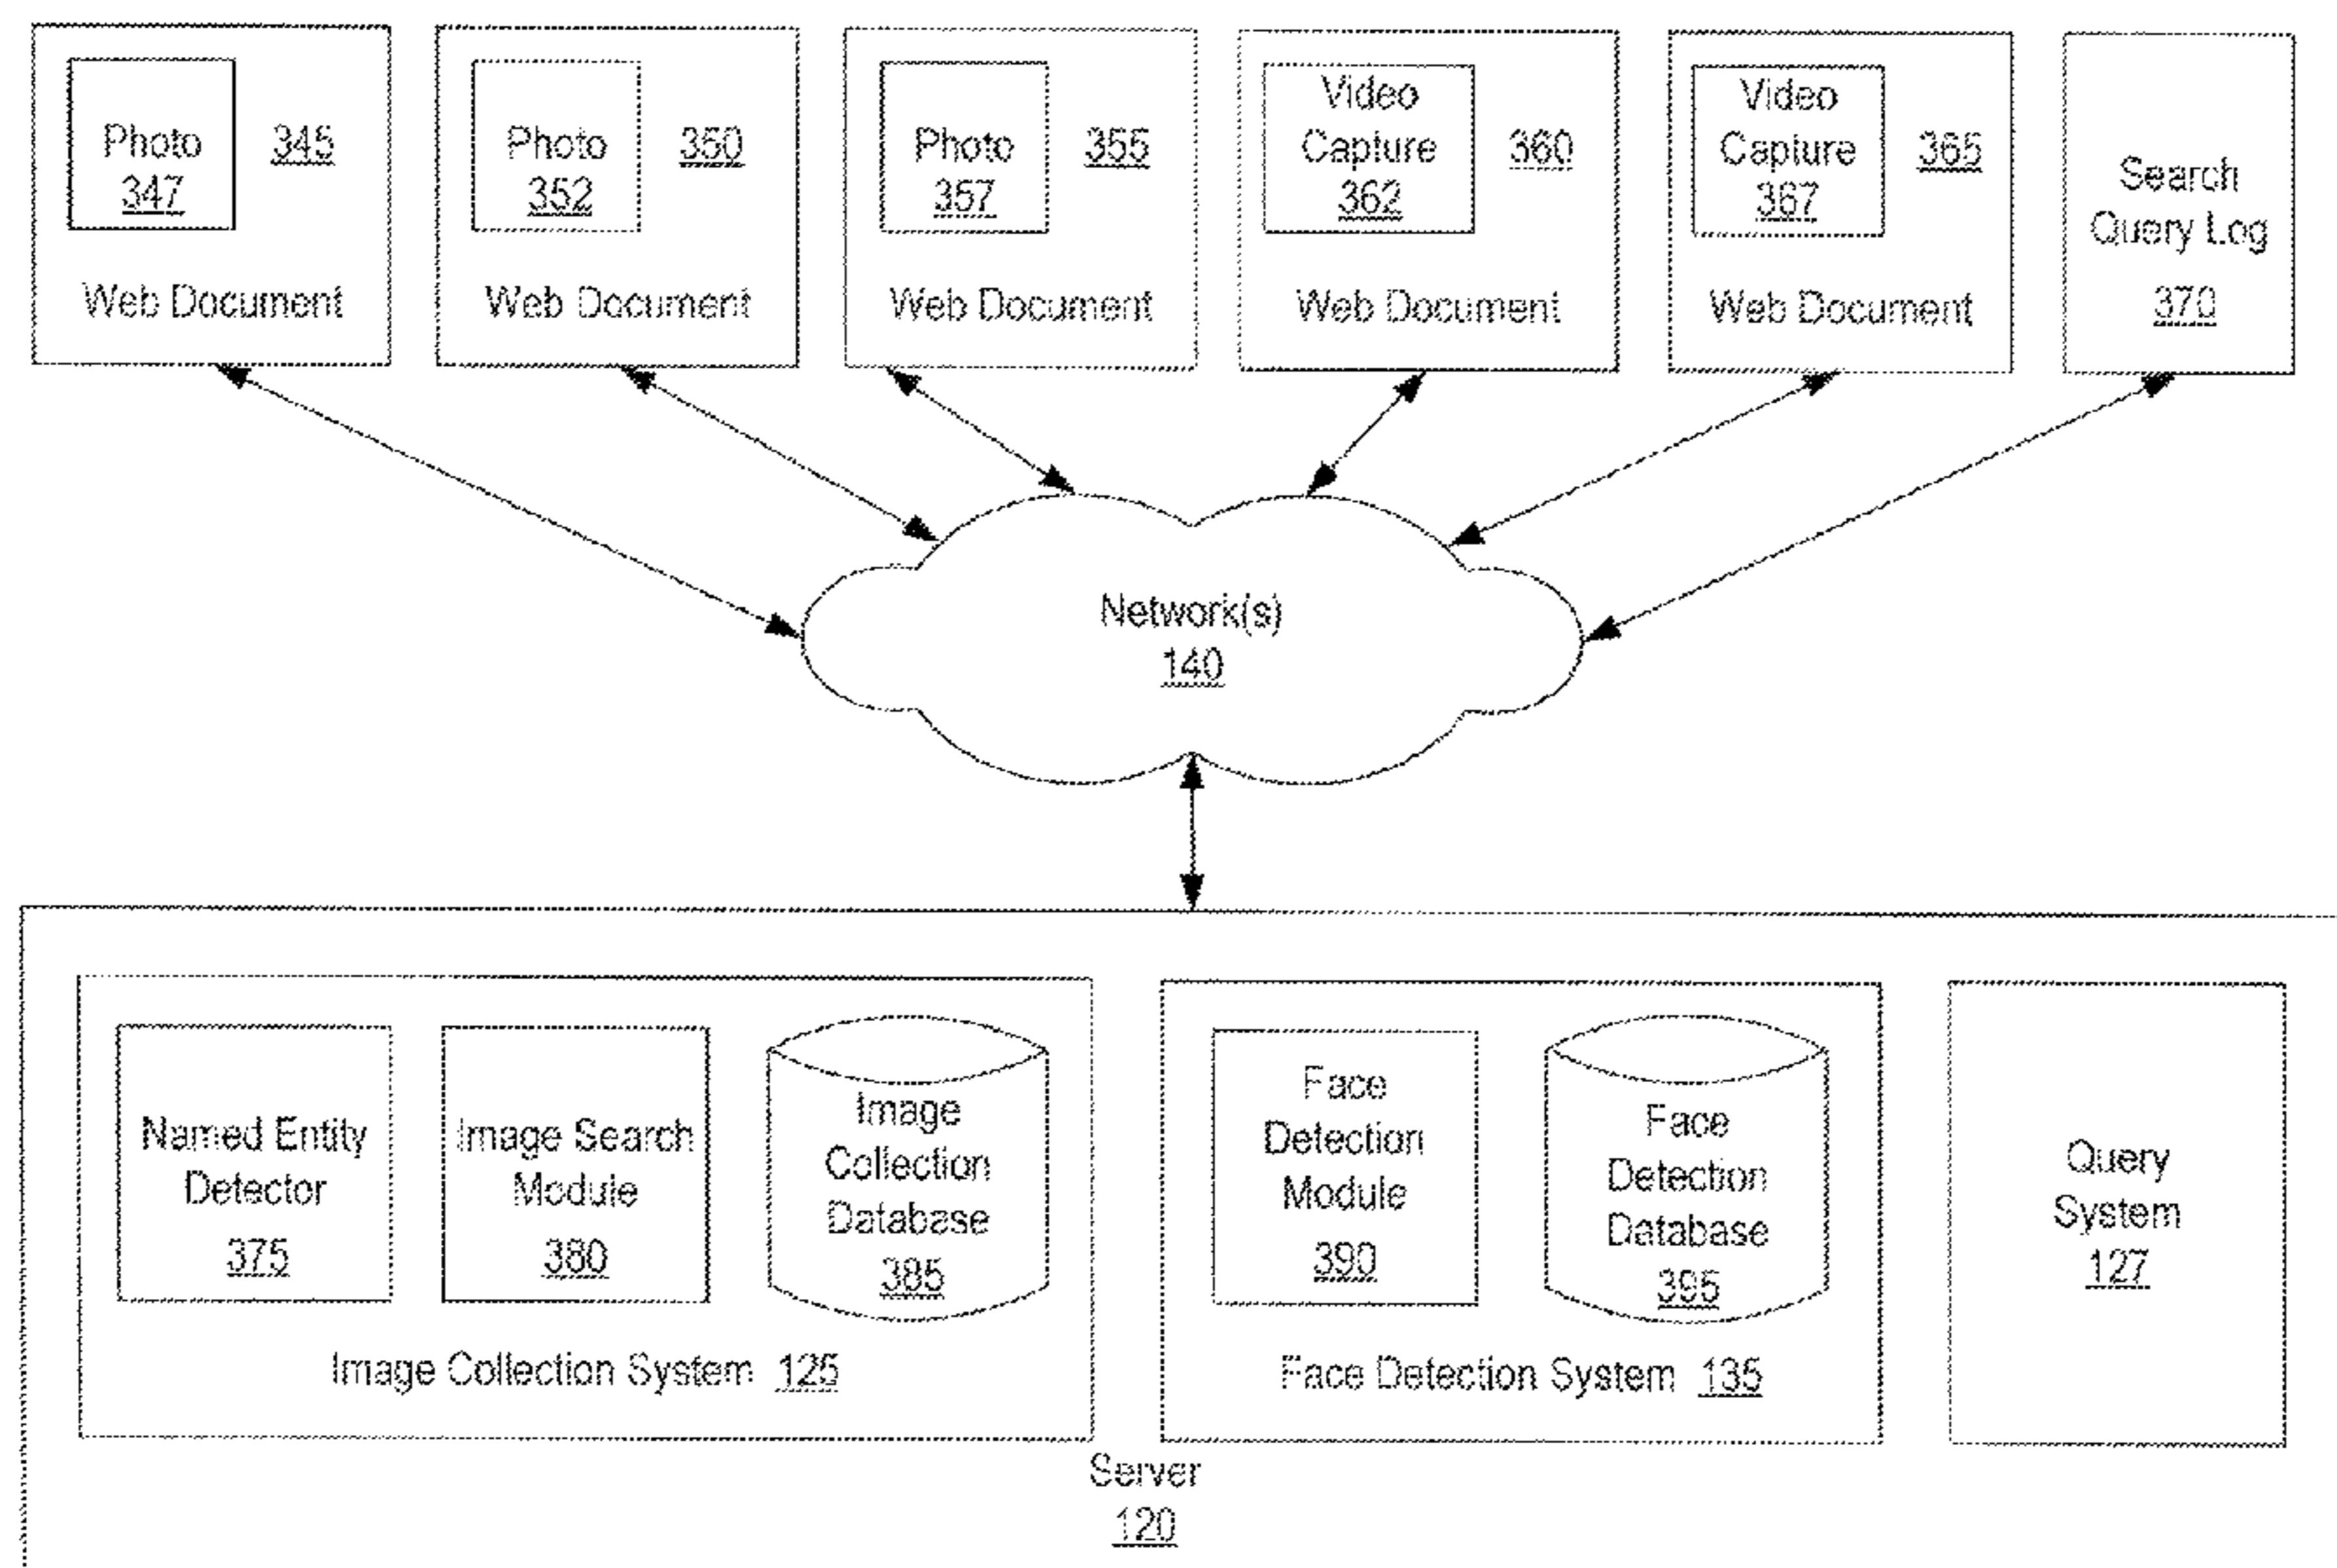 Photo
347
345
Web Document
Photo
352
350
Web Document
Photo
357
355
Web Document
Video
Capture
362
360
Web Document
Video
Capture
367
365
Web Document
Search
Query Log
370
Network(s)
140
Named Entity
Detector
375
Image Search
Module
380
Image
Collection
Database
385
Image Collection System 125
Face
Detection
Module
390
Face
Detection
Database
395
Face Detection System 135
Query
System
127
Server
120